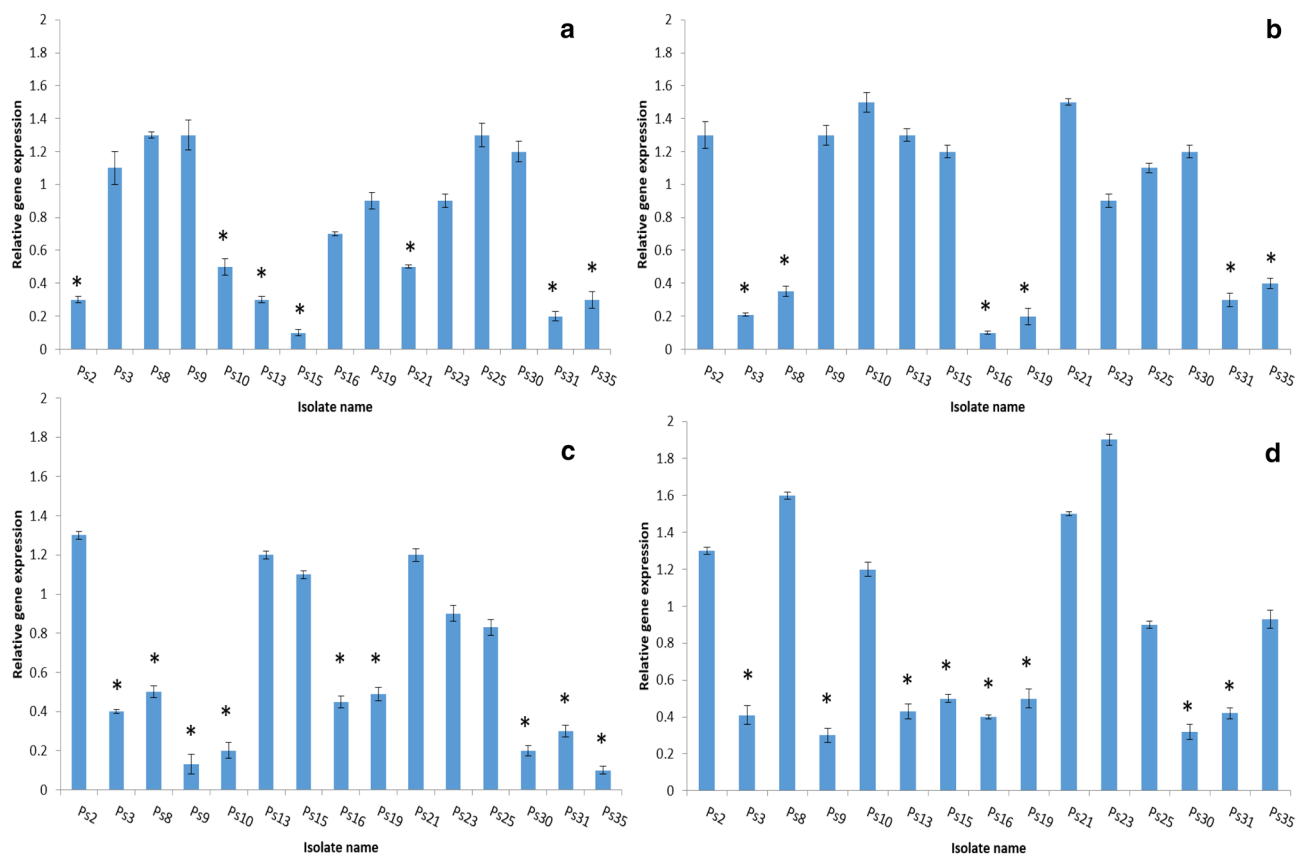 a
Relative gene expression
2
1.8
1.6
1.4
1.2
1
0.8
0.6
0.4
0.2
0
* * * * * * *
Ps2 Ps3 Ps8 Ps9 Ps10 Ps13 Ps15 Ps16 Ps19 Ps21 Ps23 Ps25 Ps30 Ps31 Ps35
Isolate name
b
Relative gene expression
2
1.8
1.6
1.4
1.2
1
0.8
0.6
0.4
0.2
0
* * * * * *
Ps2 Ps3 Ps8 Ps9 Ps10 Ps13 Ps15 Ps16 Ps19 Ps21 Ps23 Ps25 Ps30 Ps31 Ps35
Isolate name
c
Relative gene expression
2
1.8
1.6
1.4
1.2
1
0.8
0.6
0.4
0.2
0
* * * * * * * * *
Ps2 Ps3 Ps8 Ps9 Ps10 Ps13 Ps15 Ps16 Ps19 Ps21 Ps23 Ps25 Ps30 Ps31 Ps35
Isolate name
d
Relative gene expression
2
1.8
1.6
1.4
1.2
1
0.8
0.6
0.4
0.2
0
* * * * * * * *
Ps2 Ps3 Ps8 Ps9 Ps10 Ps13 Ps15 Ps16 Ps19 Ps21 Ps23 Ps25 Ps30 Ps31 Ps35
Isolate name